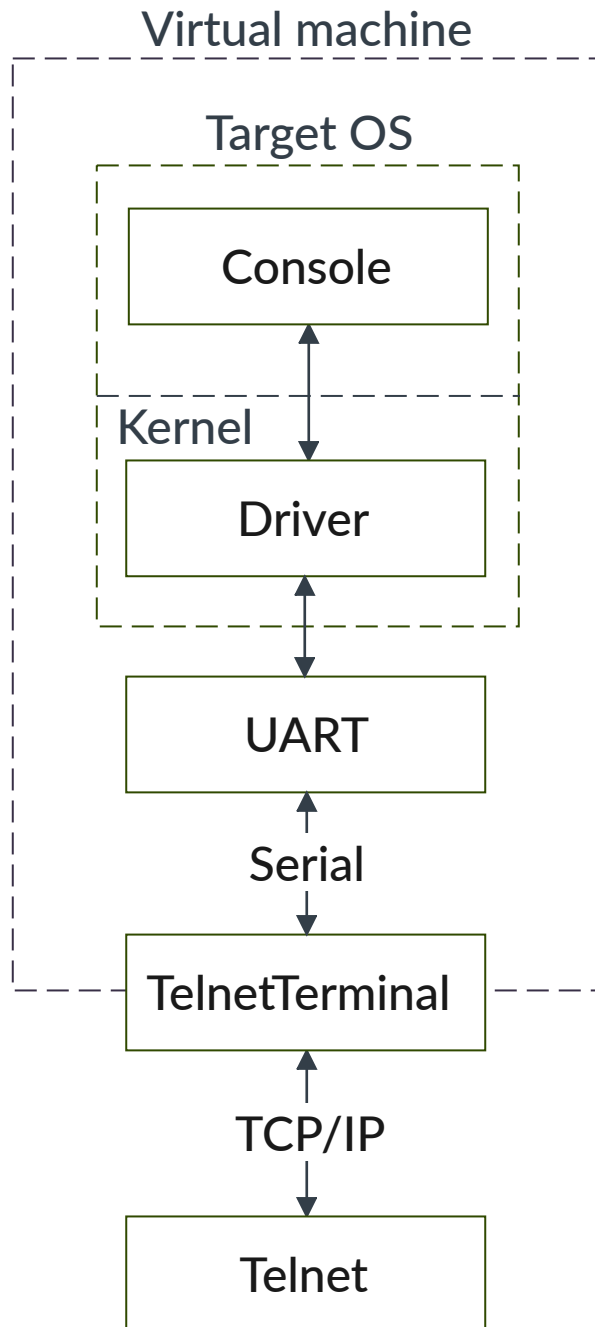 Virtual machine
Target OS
Console
Kernel
Driver
UART
Serial
TelnetTerminal
TCP/IP
Telnet